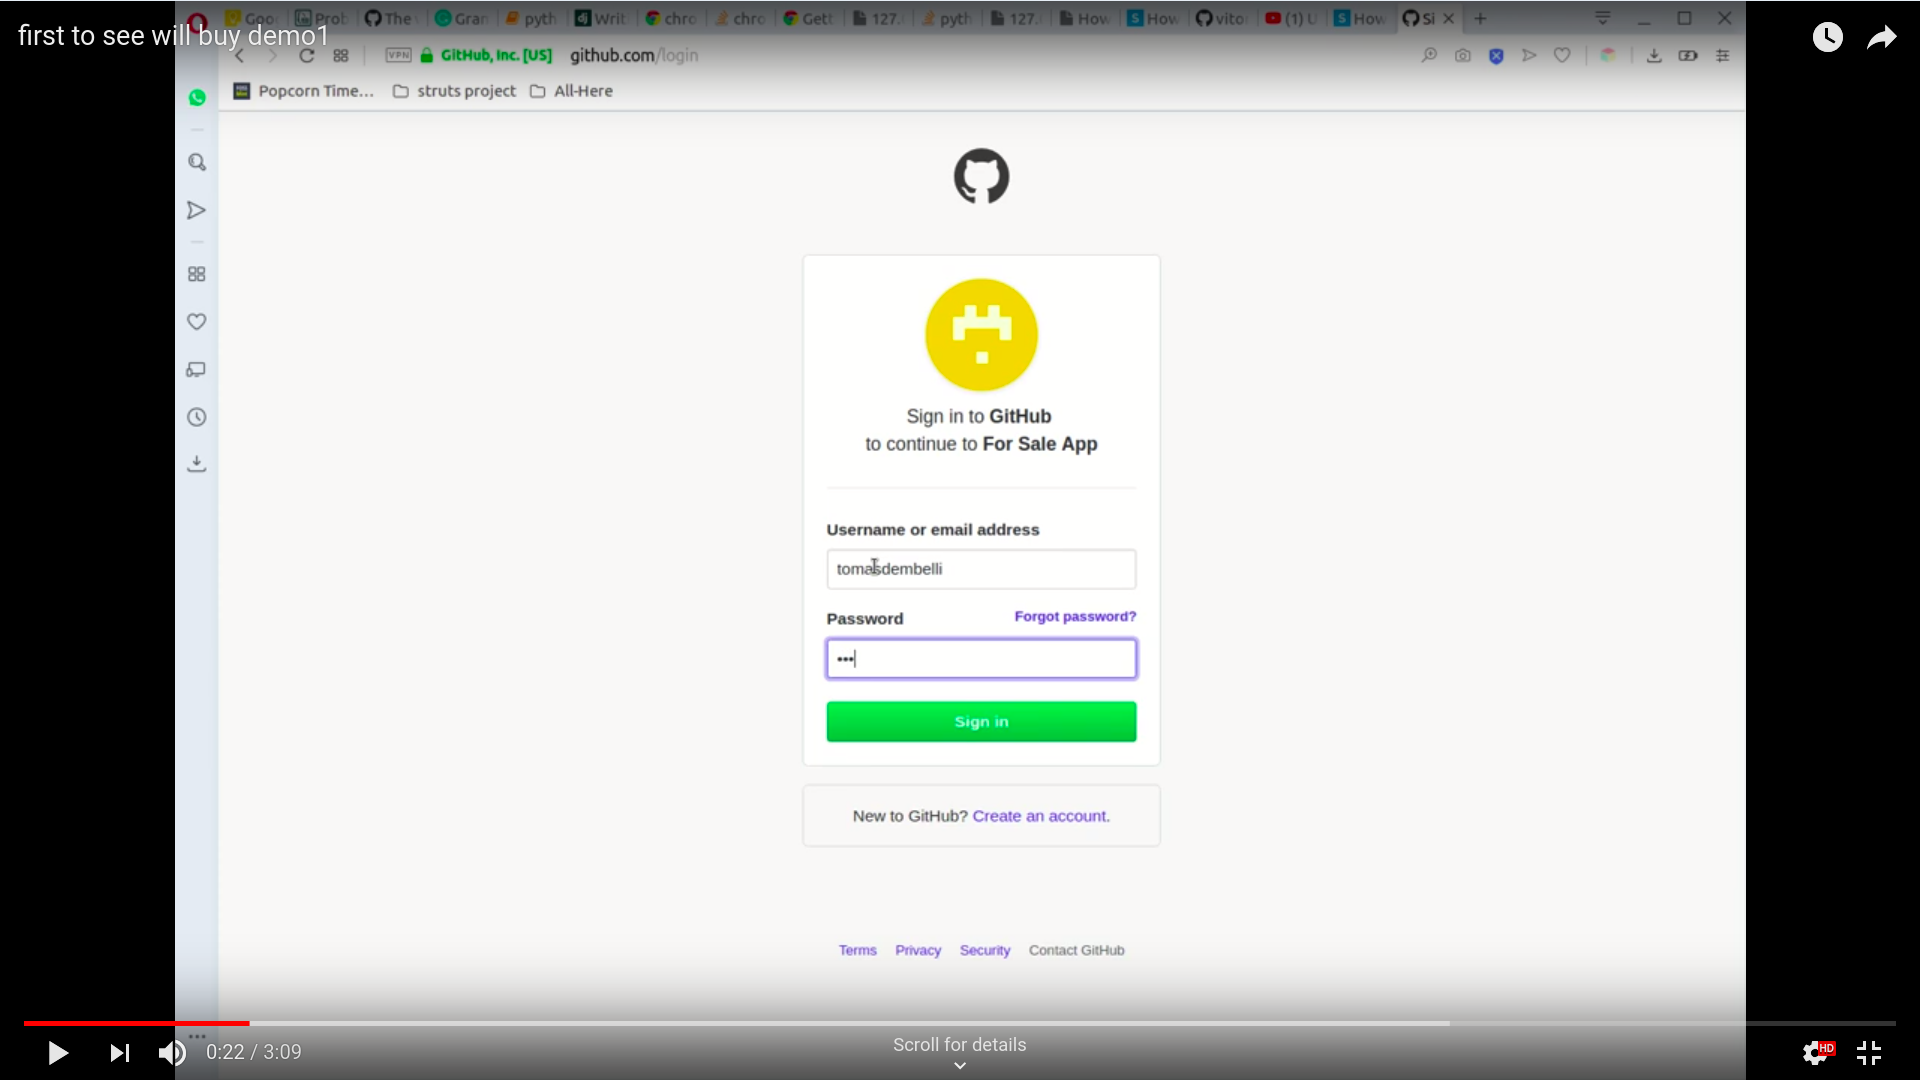 Goo
Prob
The
Gran
pyth
Writ
chro
chro
Gett
127.
pyth
127.
How
How
vito
(1) U
How
Si
first to see will buy demo1
VPN
GitHub, Inc. [US]
github.com/login
Popcorn Time...
struts project
All-Here
Sign in to GitHub
to continue to For Sale App
Username or email address
tomasdembelli
Password
Forgot password?
•••
Sign in
New to GitHub? Create an account.
Terms
Privacy
Security
Contact GitHub
0:22 / 3:09
Scroll for details
HD